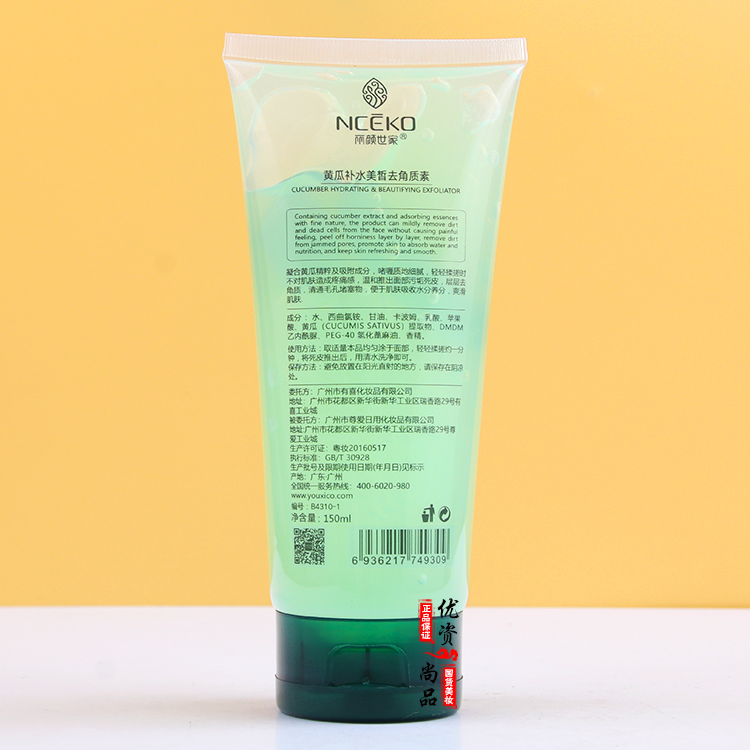 NCĒKO
丽颜世家®
黄瓜补水美皙去角质素
CUCUMBER HYDRATING & BEAUTIFYING EXFOLIATOR
Containing cucumber extract and adsorbing essences
with fine nature, the product can mildly remove dirt
and dead cells from the face without causing painful
feeling, peel off horniness layer by layer, remove dirt
from jammed pores, promote skin to absorb water and
nutrition, and keep skin refreshing and smooth.
凝合黄瓜精粹及吸附成分，啫喱质地细腻，轻轻揉搓时
不对肌肤造成疼痛感，温和推出面部污垢死皮，层层去
角质，清通毛孔堵塞物，便于肌肤吸收水分养分，爽滑
肌肤.
成分：水、西曲氯铵、甘油、卡波姆、乳酸、苹果
酸、黄瓜（CUCUMIS SATIVUS）提取物、DMDM
乙内酰脲、PEG-40 氢化蓖麻油、香精。
使用方法：取适量本品均匀涂于面部，轻轻揉搓约一分
钟，将死皮推出后，用清水洗净即可。
保存方法：避免放置在阳光直射的地方，请保存在阴凉
处。
委托方：广州市有喜化妆品有限公司
地址：广州市花都区新华街新华工业区瑞香路29号有
喜工业城
被委托方：广州市尊爱日用化妆品有限公司
地址:广州市花都区新华街新华工业区瑞香路29号尊
爱工业城
生产许可证：粤妆20160517
执行标准：GB/T 30928
生产批号及限期使用日期(年月日)见标示
产地：广东·广州
全国统一服务热线：400-6020-980
www.youxico.com
编号：B4310-1
净含量：150ml
6 936217 749309
优资
尚品
正品保证
国货美妆